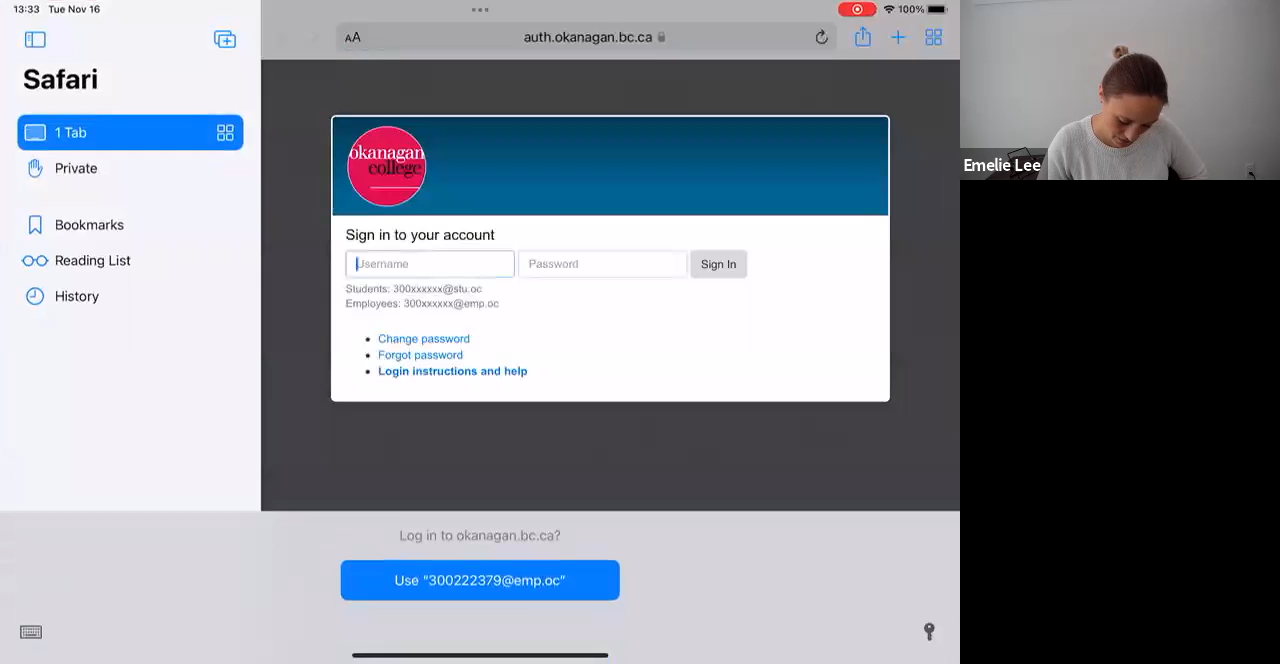 13:33 Tue Nov 16
100%
Safari
1 Tab
Private
Bookmarks
Reading List
History
AA
auth.okanagan.bc.ca
okanagan
college
Sign in to your account
Username
Password
Sign In
Students: 300xxxxxx@stu.oc
Employees: 300xxxxxx@emp.oc
Change password
Forgot password
Login instructions and help
Log in to okanagan.bc.ca?
Use “300222379@emp.oc”
Emelie Lee